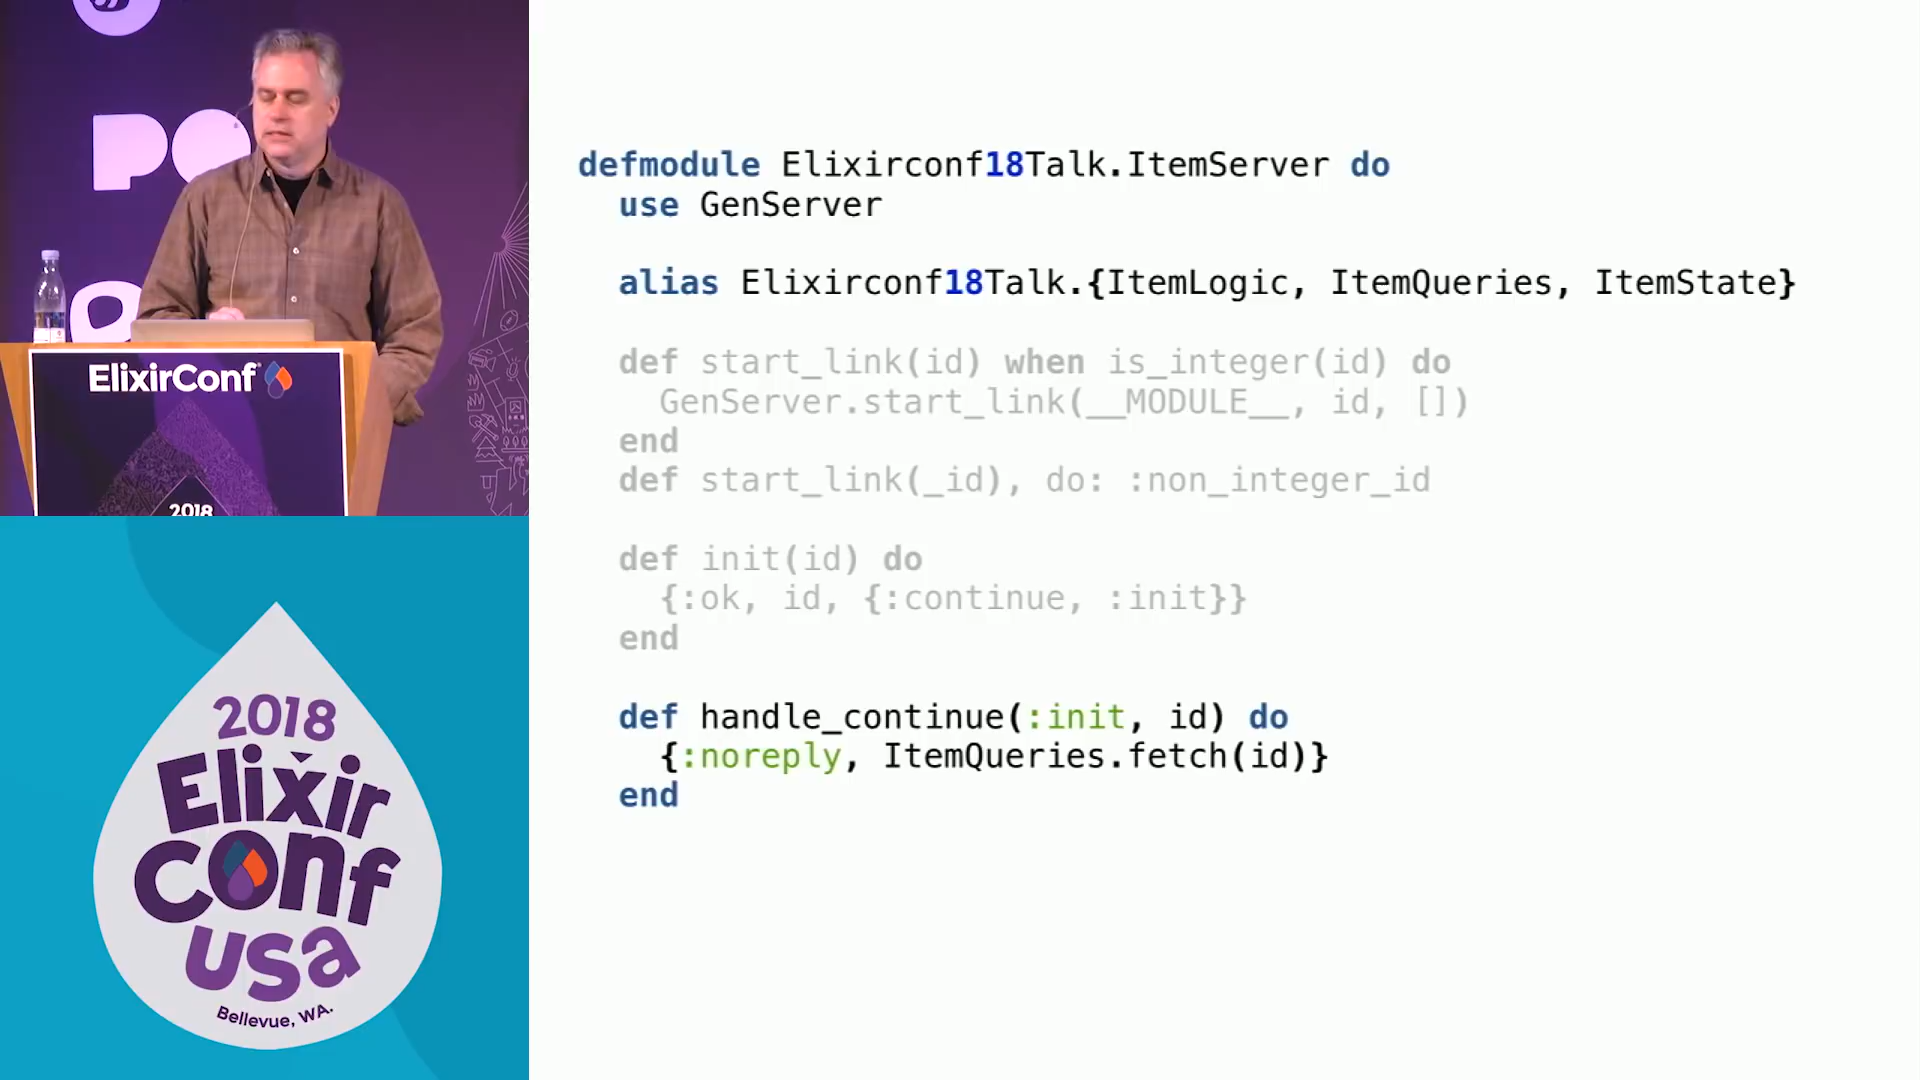 PO
ElixirConf
2018
2018
Elixir
Conf
USA
Bellevue, WA.
defmodule Elixirconf18Talk.ItemServer do
use GenServer
alias Elixirconf18Talk.{ItemLogic, ItemQueries, ItemState}
def start_link(id) when is_integer(id) do
GenServer.start_link(__MODULE__, id, [])
end
def start_link(_id), do: :non_integer_id
def init(id) do
{:ok, id, {:continue, :init}}
end
def handle_continue(:init, id) do
{:noreply, ItemQueries.fetch(id)}
end